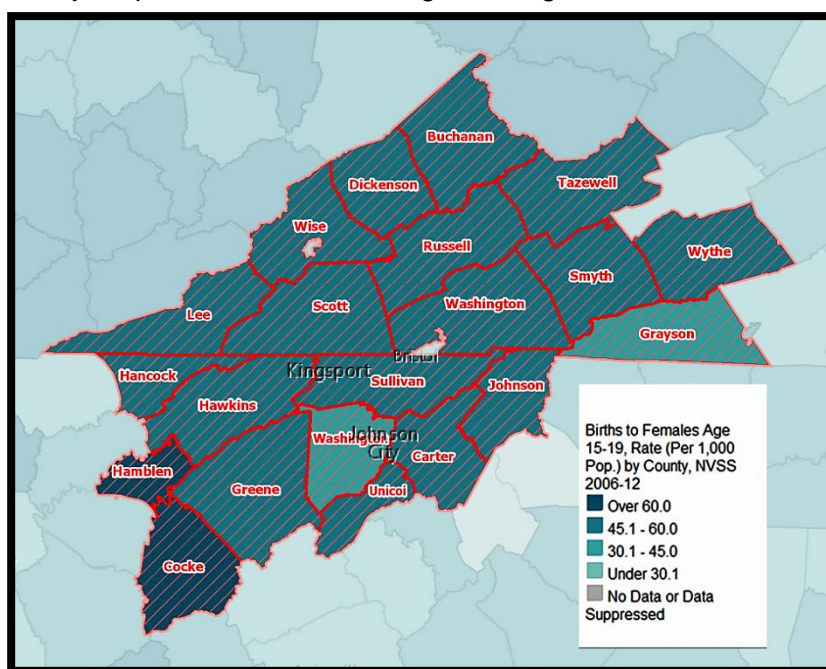 Buchanan
Dickenson
Tazewell
Wise
Russell
Wythe
Smyth
Scott
Washington
Lee
Grayson
Bristol
Hancock
Kingsport
Sullivan
Johnson
Hawkins
Washington
Johnson
City
Carter
Hamblen
Greene
Unicoi
Cocke
Births to Females Age
15-19, Rate (Per 1,000
Pop.) by County, NVSS
2006-12
Over 60.0
45.1 - 60.0
30.1 - 45.0
Under 30.1
No Data or Data
Suppressed